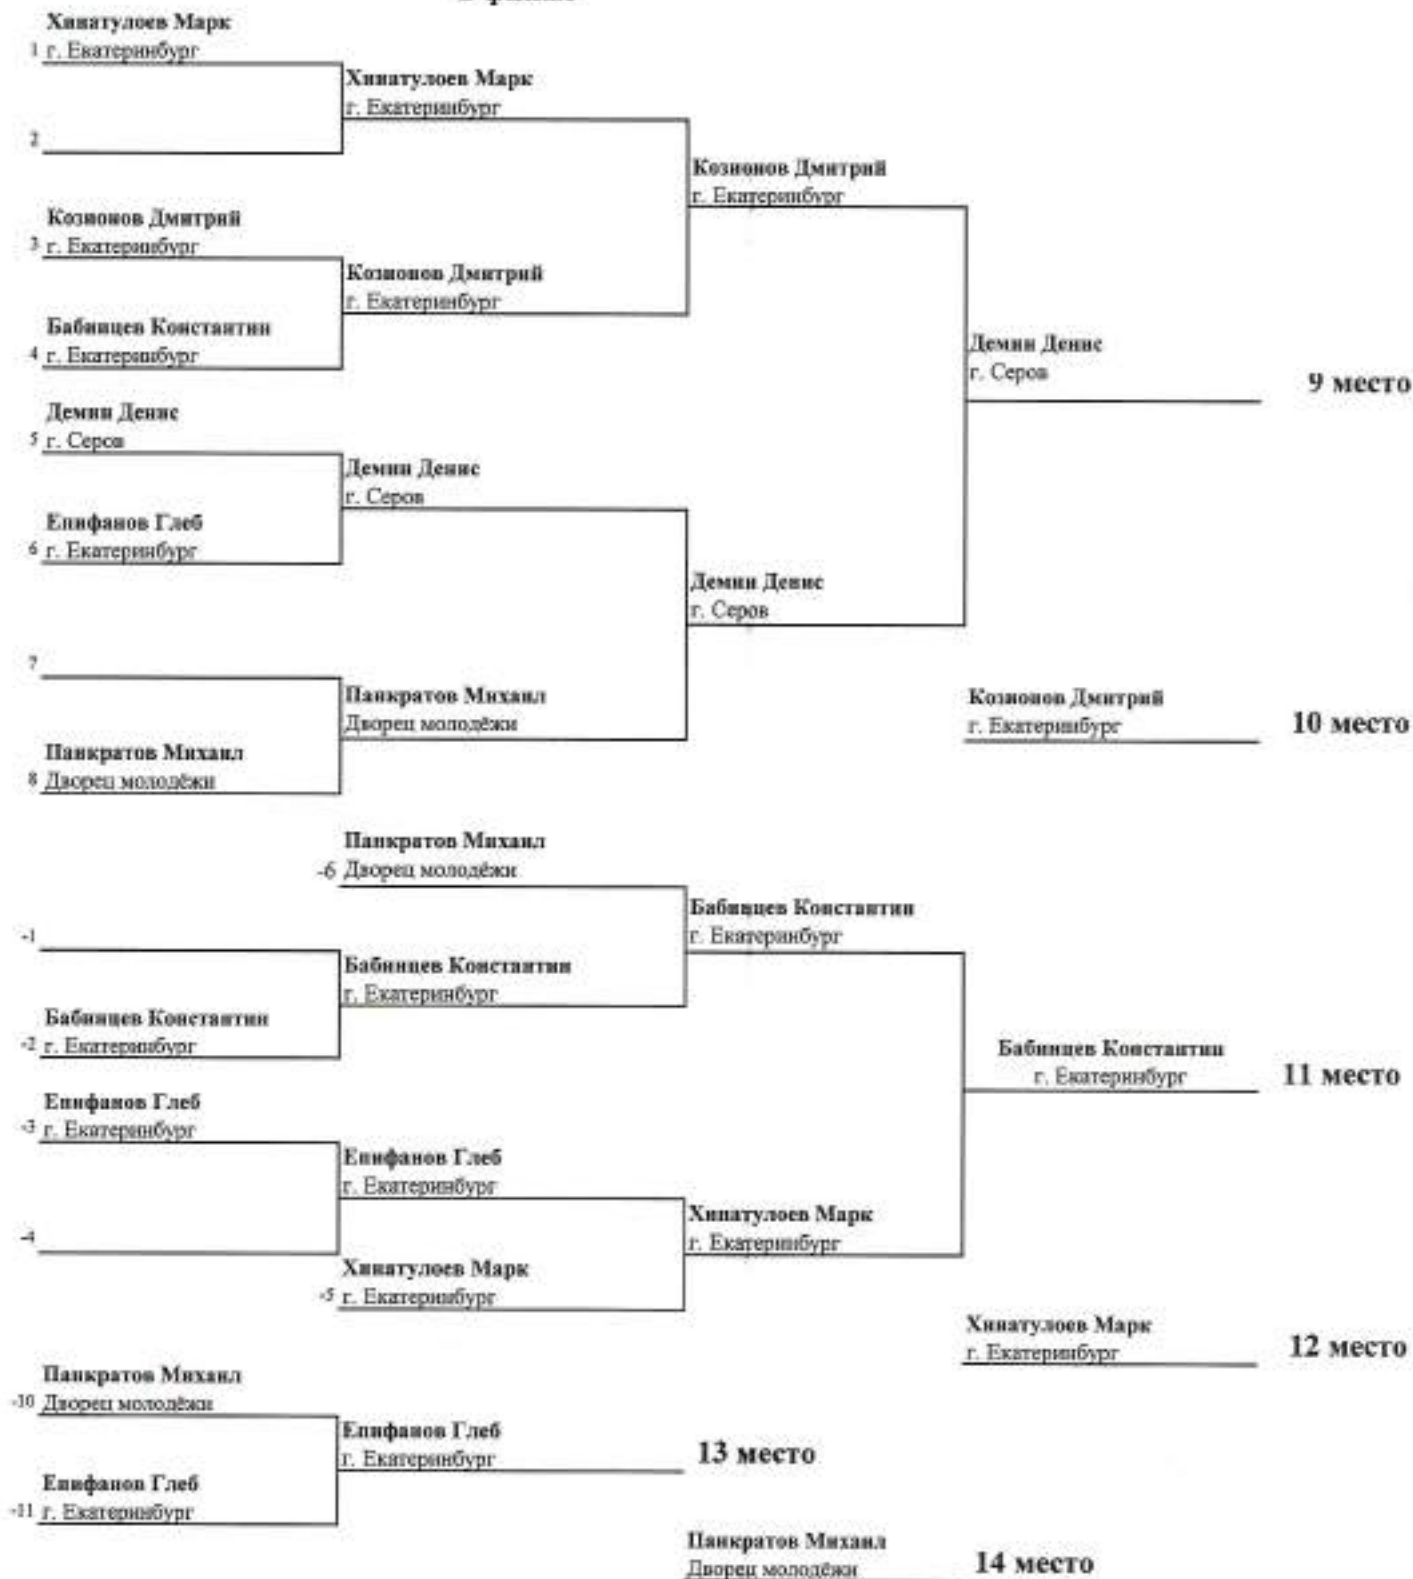 Хинатулоев Марк
1 г. Екатеринбург
Хинатулоев Марк
г. Екатеринбург
2
Козионов Дмитрий
г. Екатеринбург
Козионов Дмитрий
3 г. Екатеринбург
Козионов Дмитрий
г. Екатеринбург
Бабинцев Константин
4 г. Екатеринбург
Демин Денис
г. Серов
9 место
Демин Денис
5 г. Серов
Демин Денис
г. Серов
Епифанов Глеб
6 г. Екатеринбург
Демин Денис
г. Серов
7
Панкратов Михаил
Дворец молодёжи
Козионов Дмитрий
г. Екатеринбург
10 место
Панкратов Михаил
8 Дворец молодёжи
Панкратов Михаил
-6 Дворец молодёжи
Бабинцев Константин
г. Екатеринбург
-1
Бабинцев Константин
г. Екатеринбург
Бабинцев Константин
-2 г. Екатеринбург
Бабинцев Константин
г. Екатеринбург
11 место
Епифанов Глеб
-3 г. Екатеринбург
Епифанов Глеб
г. Екатеринбург
Хинатулоев Марк
г. Екатеринбург
-4
Хинатулоев Марк
-5 г. Екатеринбург
Хинатулоев Марк
г. Екатеринбург
12 место
Панкратов Михаил
-10 Дворец молодёжи
Епифанов Глеб
г. Екатеринбург
13 место
Епифанов Глеб
-11 г. Екатеринбург
Панкратов Михаил
Дворец молодёжи
14 место